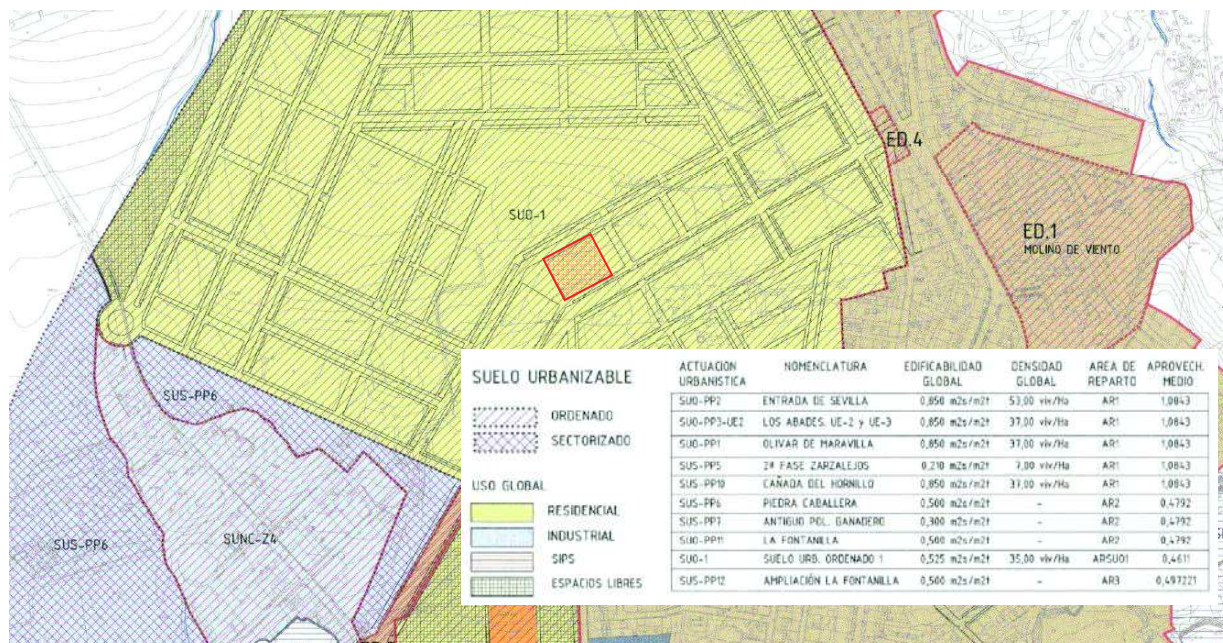 ED.4
SUO-1
ED.1
MOLINO DE VIENTO
SUS-PP6
SUNC-Z4
SUS-PP6
SUELO URBANIZABLE
ORDENADO
SECTORIZADO
USO GLOBAL
RESIDENCIAL
INDUSTRIAL
SIPS
ESPACIOS LIBRES
ACTUACION URBANISTICA NOMENCLATURA EDIFICABILIDAD GLOBAL DENSIDAD GLOBAL AREA DE REPARTO APROVECH. MEDIO
SUO-PP2 ENTRADA DE SEVILLA 0,850 m2s/m2t 53,00 viv/Ha AR1 1,0843
SUO-PP3-UE2 LOS ABADES. UE-2 y UE-3 0,850 m2s/m2t 37,00 viv/Ha AR1 1,0843
SUO-PP1 OLIVAR DE MARAVILLA 0,850 m2s/m2t 37,00 viv/Ha AR1 1,0843
SUS-PP5 2ª FASE ZARZALEJOS 0,210 m2s/m2t 7,00 viv/Ha AR1 1,0843
SUS-PP10 CAÑADA DEL HORNILLO 0,850 m2s/m2t 37,00 viv/Ha AR1 1,0843
SUS-PP6 PIEDRA CABALLERA 0,500 m2s/m2t - AR2 0,4792
SUS-PP7 ANTIGUO POL. GANADERO 0,300 m2s/m2t - AR2 0,4792
SUO-PP11 LA FONTANILLA 0,500 m2s/m2t - AR2 0,4792
SUO-1 SUELO URB. ORDENADO 1 0,525 m2s/m2t 35,00 viv/Ha ARSUO1 0,4611
SUS-PP12 AMPLIACIÓN LA FONTANILLA 0,500 m2s/m2t - AR3 0,497221